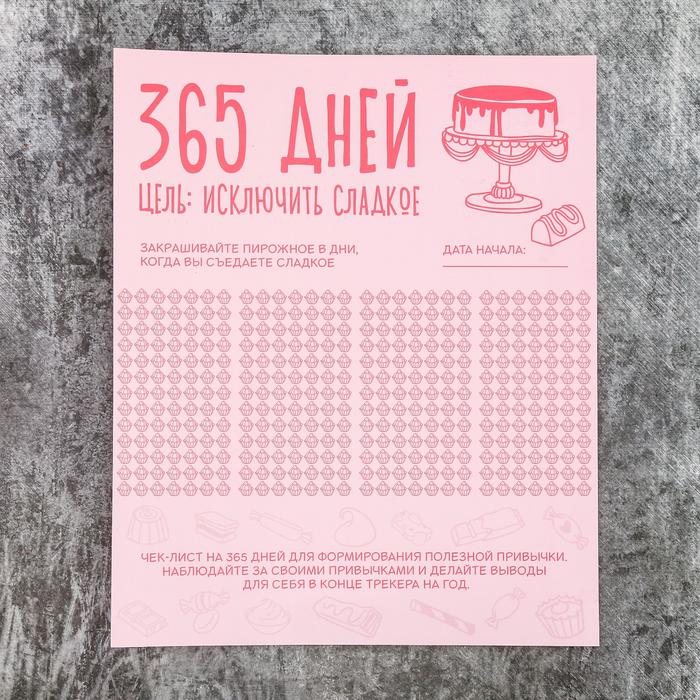 365 ДНЕЙ
ЦЕЛЬ: ИСКЛЮЧИТЬ СЛАДКОЕ
ЗАКРАШИВАЙТЕ ПИРОЖНОЕ В ДНИ,
КОГДА ВЫ СЪЕДАЕТЕ СЛАДКОЕ
ДАТА НАЧАЛА:
ЧЕК-ЛИСТ НА 365 ДНЕЙ ДЛЯ ФОРМИРОВАНИЯ ПОЛЕЗНОЙ ПРИВЫЧКИ.
НАБЛЮДАЙТЕ ЗА СВОИМИ ПРИВЫЧКАМИ И ДЕЛАЙТЕ ВЫВОДЫ
ДЛЯ СЕБЯ В КОНЦЕ ТРЕКЕРА НА ГОД.